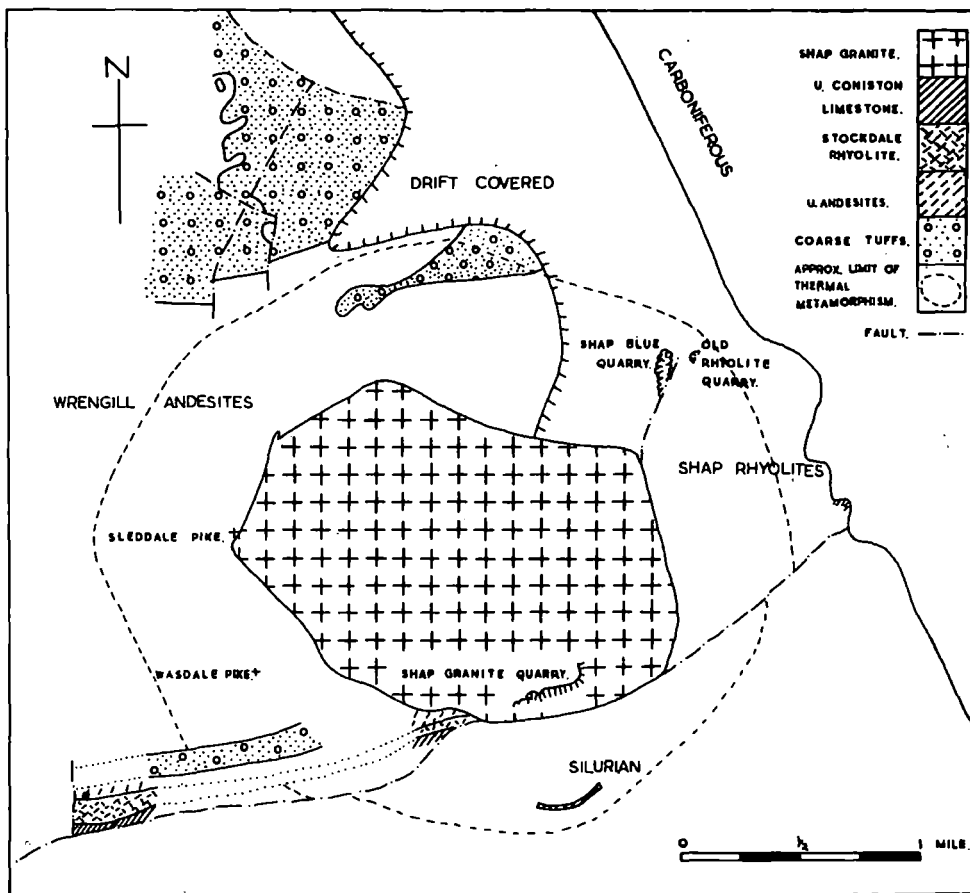 N
CARBONIFEROUS
DRIFT COVERED
SHAP GRANITE.
U. CONISTON
LIMESTONE.
STOCKDALE
RHYOLITE.
U. ANDESITES.
COARSE TUFFS.
APPROX. LIMIT OF
THERMAL
METAMORPHISM.
FAULT.
SHAP BLUE
QUARRY.
OLD
RHYOLITE
QUARRY.
WRENGILL ANDESITES
SHAP RHYOLITES
SLEDDALE PIKE.
WASDALE PIKE.
SHAP GRANITE QUARRY.
SILURIAN
0 ½ 1 MILE.